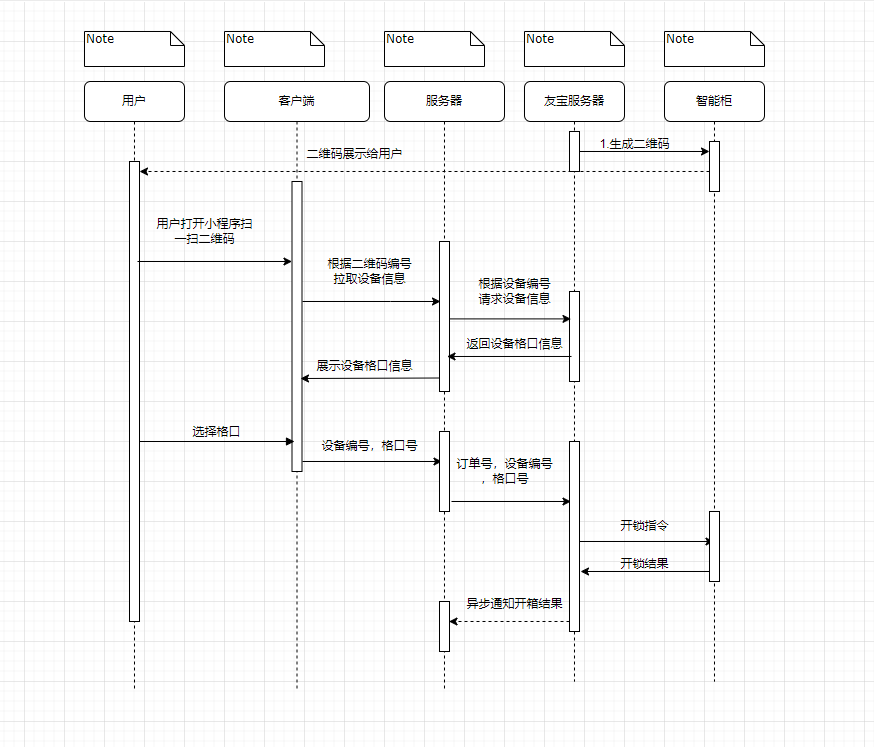 Note
Note
Note
Note
Note
用户
客户端
服务器
友宝服务器
智能柜
1.生成二维码
二维码展示给用户
用户打开小程序扫
一扫二维码
根据二维码编号
拉取设备信息
根据设备编号
请求设备信息
返回设备格口信息
展示设备格口信息
选择格口
设备编号，格口号
订单号，设备编号
，格口号
开锁指令
开锁结果
异步通知开箱结果